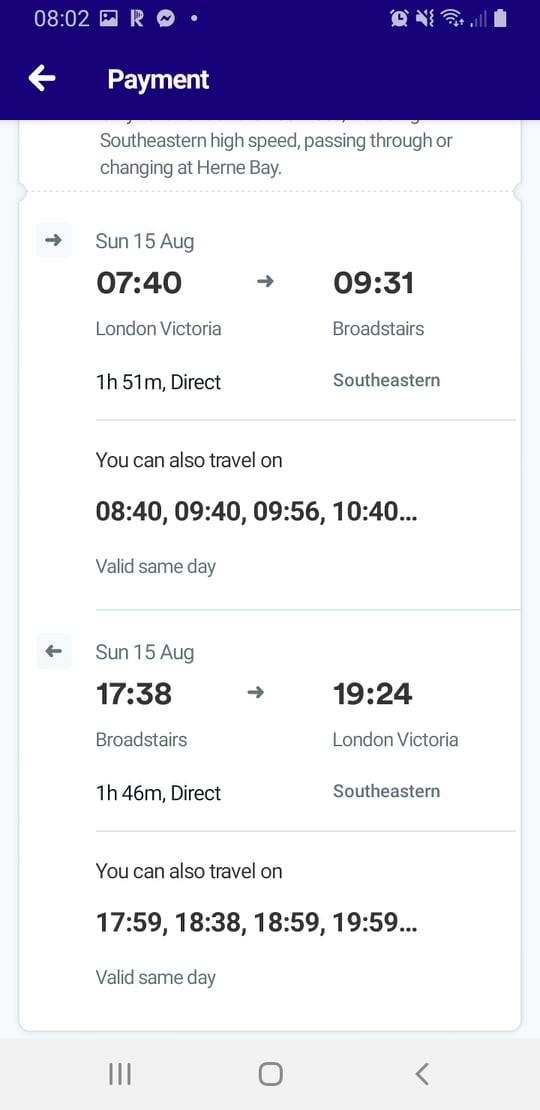 08:02
Payment
Southeastern high speed, passing through or
changing at Herne Bay.
Sun 15 Aug
07:40 → 09:31
London Victoria Broadstairs
1h 51m, Direct Southeastern
You can also travel on
08:40, 09:40, 09:56, 10:40...
Valid same day
Sun 15 Aug
17:38 → 19:24
Broadstairs London Victoria
1h 46m, Direct Southeastern
You can also travel on
17:59, 18:38, 18:59, 19:59...
Valid same day